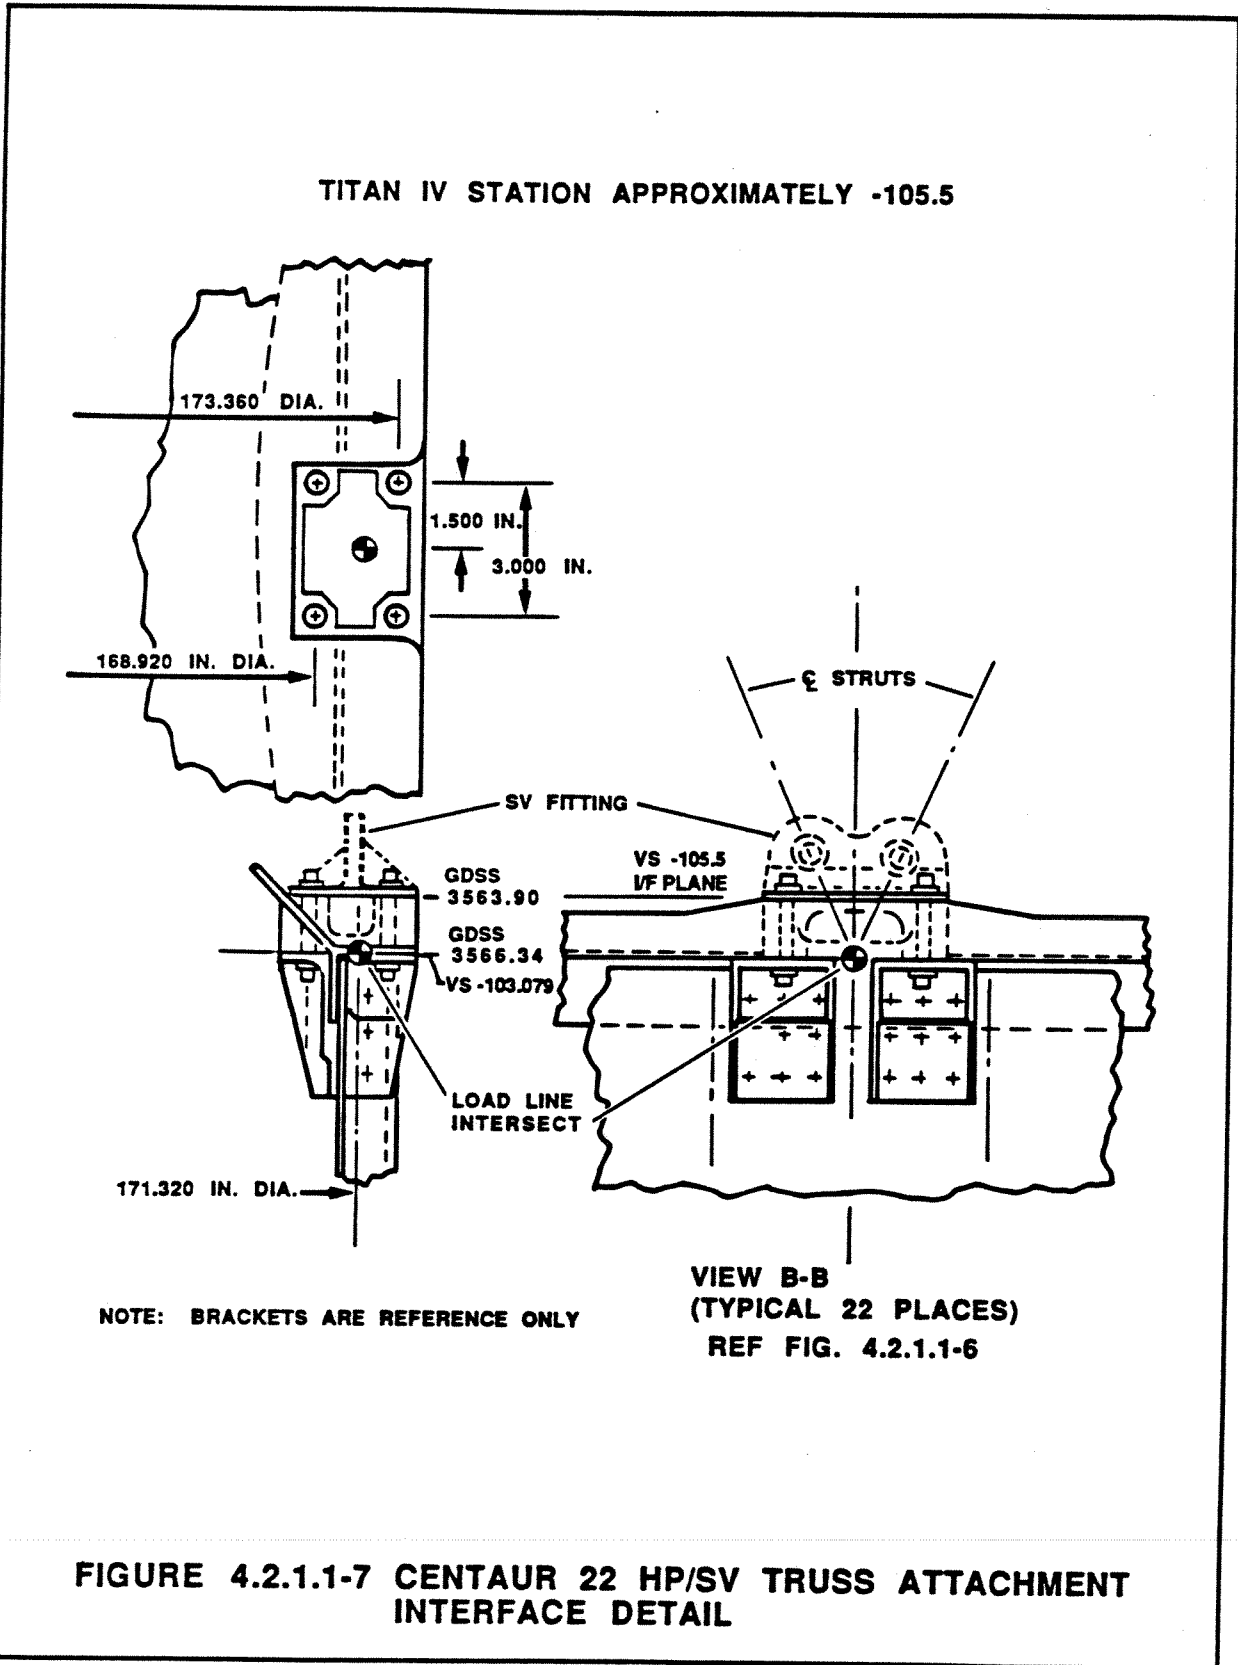 TITAN IV STATION APPROXIMATELY -105.5
173.360 DIA.
1.500 IN.
3.000 IN.
168.920 IN. DIA.
℄ STRUTS
SV FITTING
VS -105.5
I/F PLANE
GDSS
3563.90
GDSS
3566.34
VS -103.079
LOAD LINE
INTERSECT
171.320 IN. DIA.
VIEW B-B
(TYPICAL 22 PLACES)
REF FIG. 4.2.1.1-6
NOTE: BRACKETS ARE REFERENCE ONLY
FIGURE 4.2.1.1-7 CENTAUR 22 HP/SV TRUSS ATTACHMENT
INTERFACE DETAIL